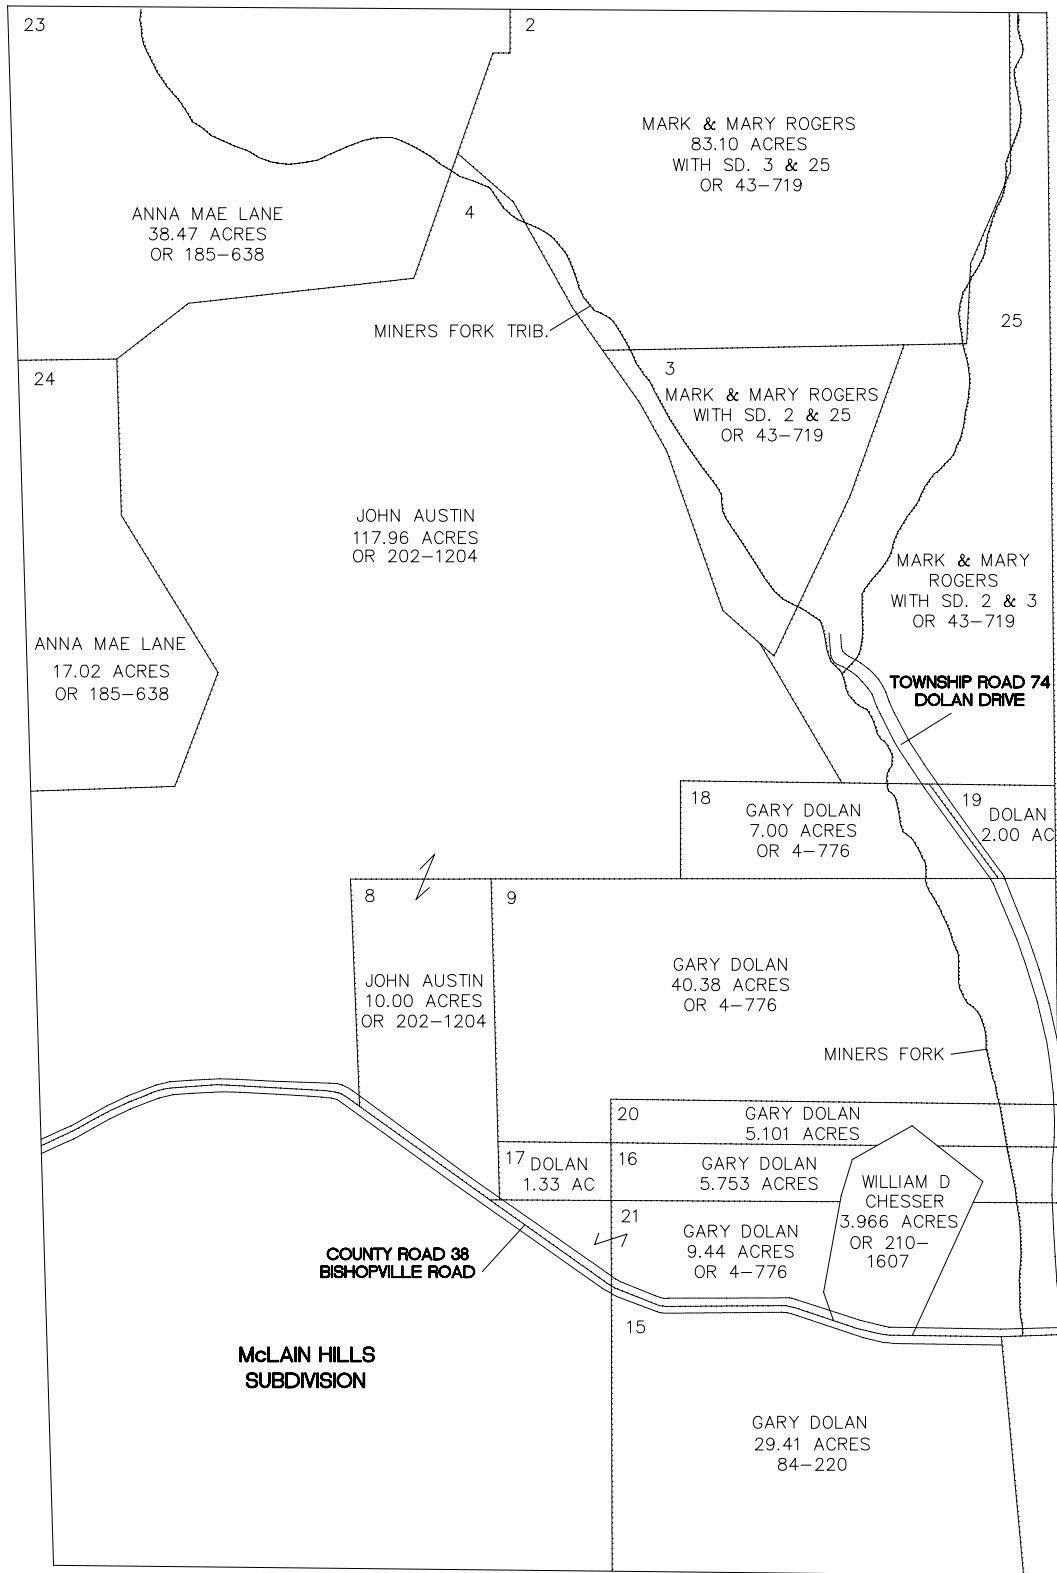 23
2
MARK & MARY ROGERS
83.10 ACRES
WITH SD. 3 & 25
OR 43-719
ANNA MAE LANE
38.47 ACRES
OR 185-638
4
MINERS FORK TRIB.
25
24
3
MARK & MARY ROGERS
WITH SD. 2 & 25
OR 43-719
JOHN AUSTIN
117.96 ACRES
OR 202-1204
MARK & MARY
ROGERS
WITH SD. 2 & 3
OR 43-719
ANNA MAE LANE
17.02 ACRES
OR 185-638
TOWNSHIP ROAD 74
DOLAN DRIVE
18
GARY DOLAN
7.00 ACRES
OR 4-776
19
DOLAN
2.00 AC
8
JOHN AUSTIN
10.00 ACRES
OR 202-1204
9
GARY DOLAN
40.38 ACRES
OR 4-776
MINERS FORK
20
GARY DOLAN
5.101 ACRES
17
DOLAN
1.33 AC
16
GARY DOLAN
5.753 ACRES
WILLIAM D
CHESSER
3.966 ACRES
OR 210-
1607
21
GARY DOLAN
9.44 ACRES
OR 4-776
COUNTY ROAD 38
BISHOPVILLE ROAD
15
McLAIN HILLS
SUBDIVISION
GARY DOLAN
29.41 ACRES
84-220